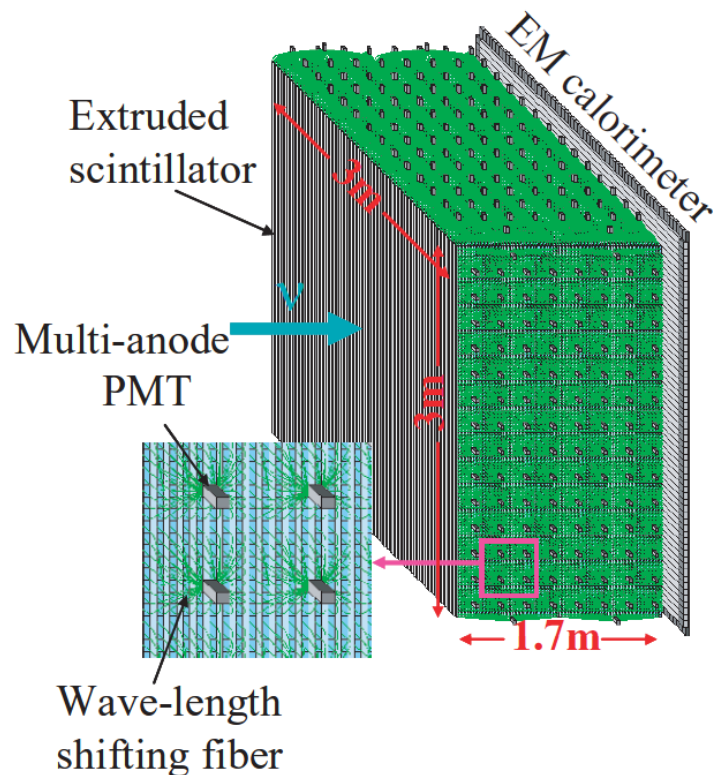 EM calorimeter
Extruded
scintillator
3m
ν
Multi-anode
PMT
3m
1.7m
Wave-length
shifting fiber